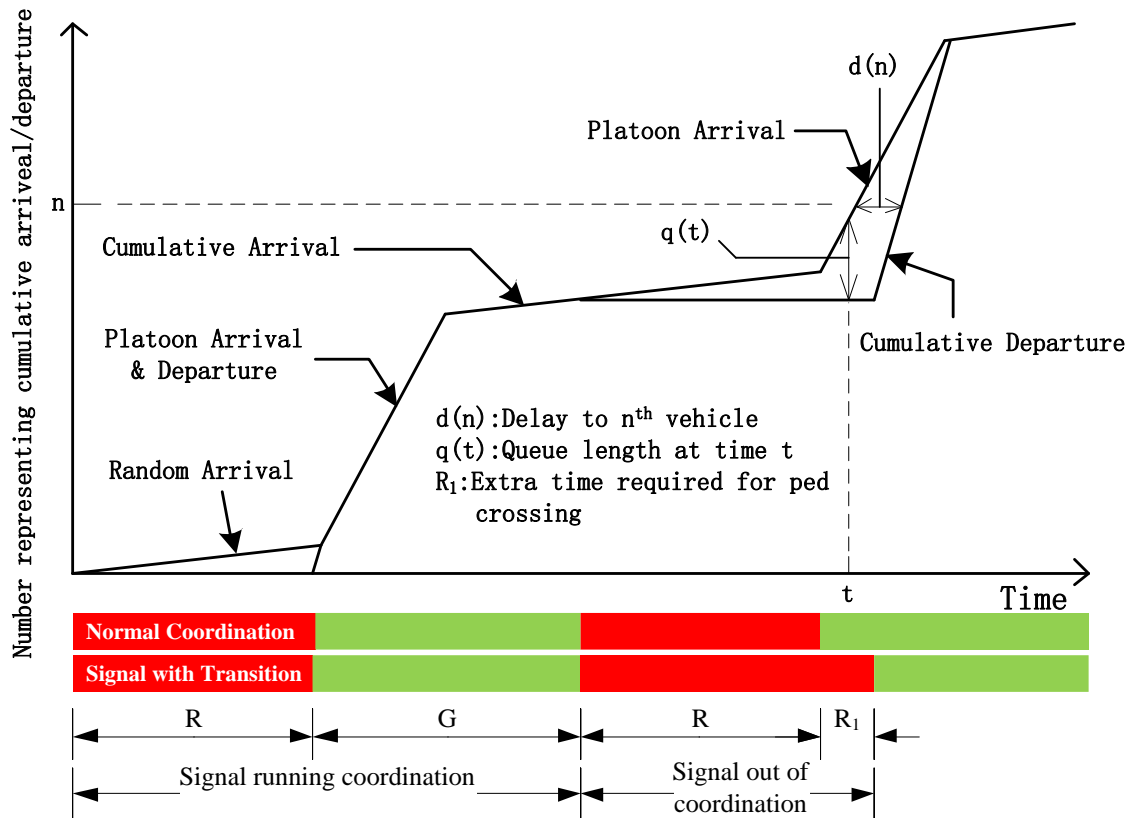 Number representing cumulative arriveal/departure
d(n)
Platoon Arrival
n
q(t)
Cumulative Arrival
Platoon Arrival
& Departure
Cumulative Departure
d(n):Delay to nth vehicle
q(t):Queue length at time t
R1:Extra time required for ped
crossing
Random Arrival
t
Time
Normal Coordination
Signal with Transition
R
G
R
R1
Signal running coordination
Signal out of
coordination